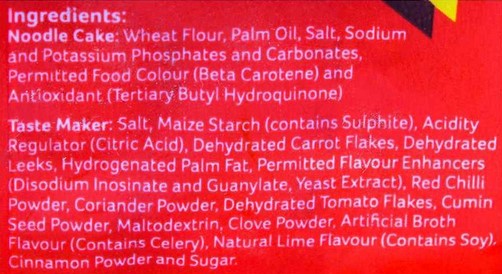 Ingredients:
Noodle Cake: Wheat Flour, Palm Oil, Salt, Sodium
and Potassium Phosphates and Carbonates,
Permitted Food Colour (Beta Carotene) and
Antioxidant (Tertiary Butyl Hydroquinone)
Taste Maker: Salt, Maize Starch (contains Sulphite), Acidity
Regulator (Citric Acid), Dehydrated Carrot Flakes, Dehydrated
Leeks, Hydrogenated Palm Fat, Permitted Flavour Enhancers
(Disodium Inosinate and Guanylate, Yeast Extract), Red Chilli
Powder, Coriander Powder, Dehydrated Tomato Flakes, Cumin
Seed Powder, Maltodextrin, Clove Powder, Artificial Broth
Flavour (Contains Celery), Natural Lime Flavour (Contains Soy),
Cinnamon Powder and Sugar.